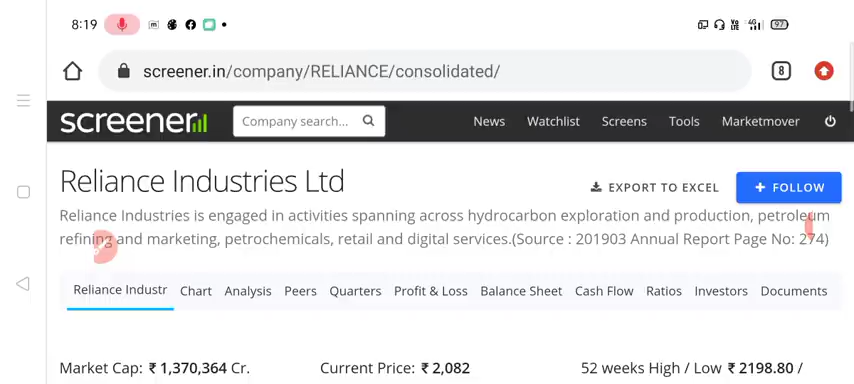 8:19 m 4G 97
screener.in/company/RELIANCE/consolidated/ 8
screener Company search... News Watchlist Screens Tools Marketmover
Reliance Industries Ltd EXPORT TO EXCEL + FOLLOW
Reliance Industries is engaged in activities spanning across hydrocarbon exploration and production, petroleum
refining and marketing, petrochemicals, retail and digital services.(Source : 201903 Annual Report Page No: 274)
Reliance Industr Chart Analysis Peers Quarters Profit & Loss Balance Sheet Cash Flow Ratios Investors Documents
Market Cap: ₹ 1,370,364 Cr. Current Price: ₹ 2,082 52 weeks High / Low ₹ 2198.80 /